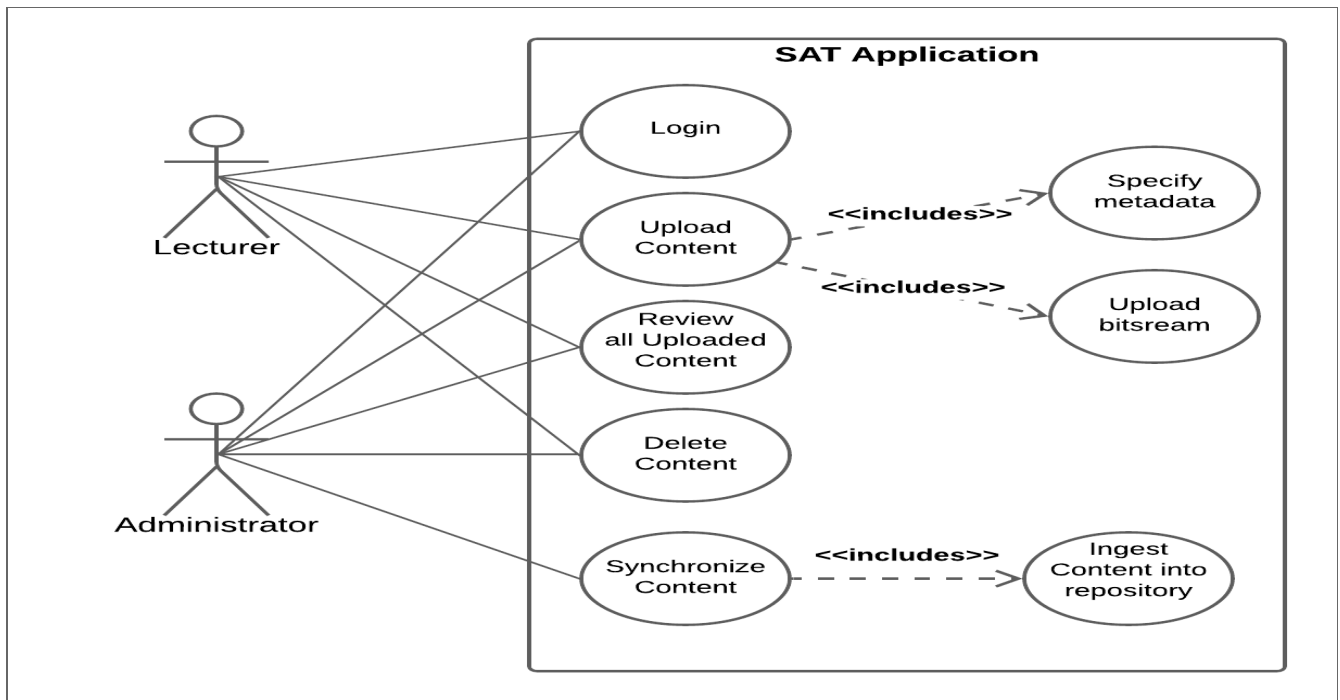 SAT Application
Login
Lecturer
Upload
Content
<<includes>>
Specify
metadata
<<includes>>
Upload
bitsream
Review
all Uploaded
Content
Delete
Content
Administrator
Synchronize
Content
<<includes>>
Ingest
Content into
repository